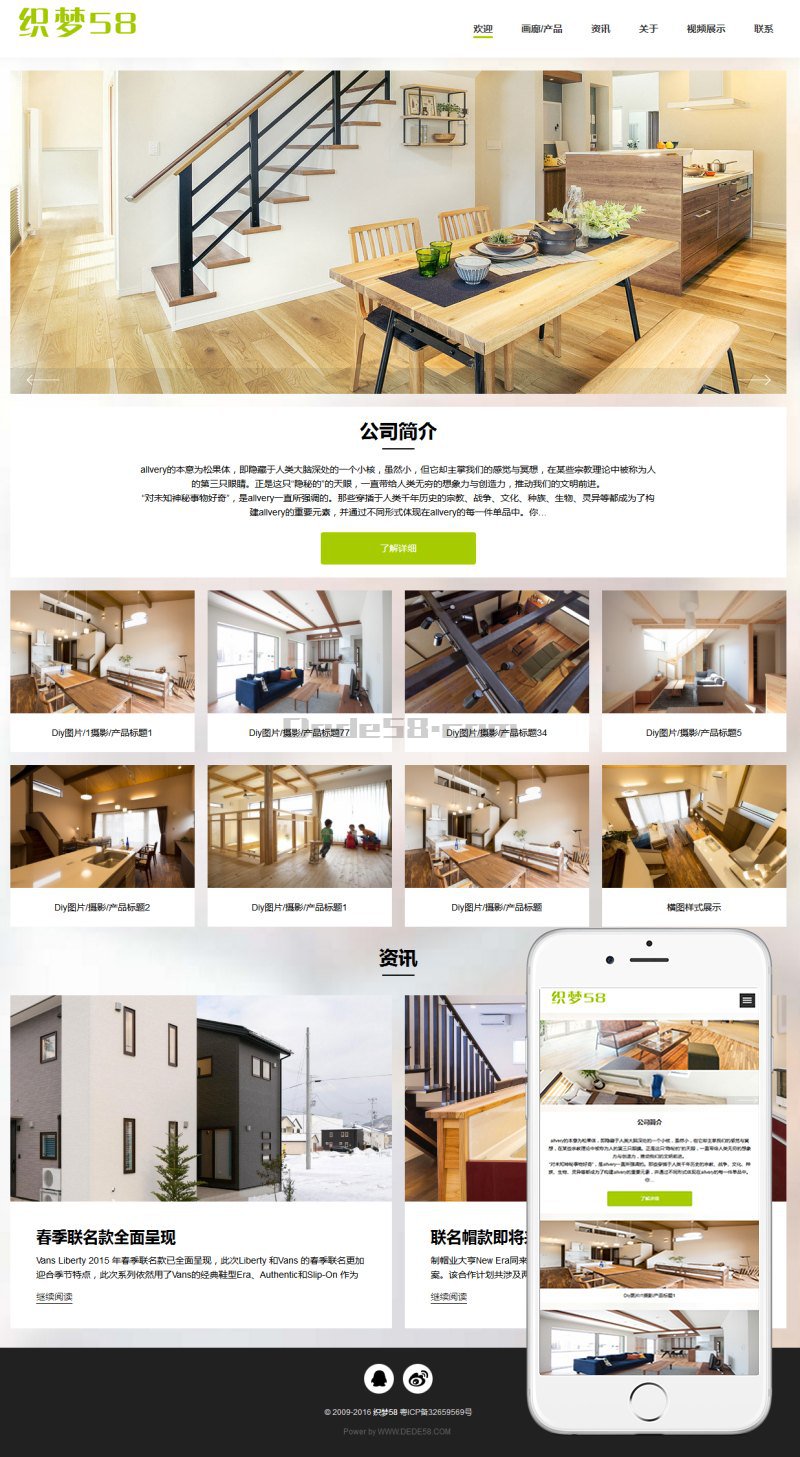 织梦58
欢迎 画廊/产品 资讯 关于 视频展示 联系
公司简介
allvery的本意为松果体，即隐藏于人类大脑深处的一个小核，虽然小，但它却主掌我们的感觉与冥想，在某些宗教理论中被称为人
的第三只眼睛。正是这只"隐秘的"的天眼，一直带给人类无穷的想象力与创造力，推动我们的文明前进。
"对未知神秘事物好奇"，是allvery一直所强调的。那些穿插于人类千年历史的宗教、战争、文化、种族、生物、灵异等都成为了构
建allvery的重要元素，并通过不同形式体现在allvery的每一件单品中。你…
了解详细
Diy图片/1摄影/产品标题1
Diy图片/摄影/产品标题77
Diy图片/摄影/产品标题34
Diy图片/摄影/产品标题5
Dede58.com
Diy图片/摄影/产品标题2
Diy图片/摄影/产品标题1
Diy图片/摄影/产品标题
橫图样式展示
资讯
春季联名款全面呈现
Vans Liberty 2015 年春季联名款已全面呈现，此次Liberty 和Vans 的春季联名更加
迎合季节特点，此次系列依然用了Vans的经典鞋型Era、Authentic和Slip-On 作为
继续阅读
联名帽款即将
制帽业大亨New Era同来
案。该合作计划共涉及两
继续阅读
织梦58
公司简介
allvery的本意为松果体，即隐藏于人类大脑深处的一个小核，虽然小，但它却主掌我们的感觉与冥
想，在某些宗教理论中被称为人的第三只眼睛。正是这只"隐秘的"的天眼，一直带给人类无穷的想象
力与创造力，推动我们的文明前进。
"对未知神秘事物好奇"，是allvery一直所强调的。那些穿插于人类千年历史的宗教、战争、文化、种
族、生物、灵异等都成为了构建allvery的重要元素，并通过不同形式体现在allvery的每一件单品中。
你…
了解详细
Diy图片/1摄影/产品标题1
© 2009-2016 织梦58 粤ICP备32659569号
Power by WWW.DEDE58.COM